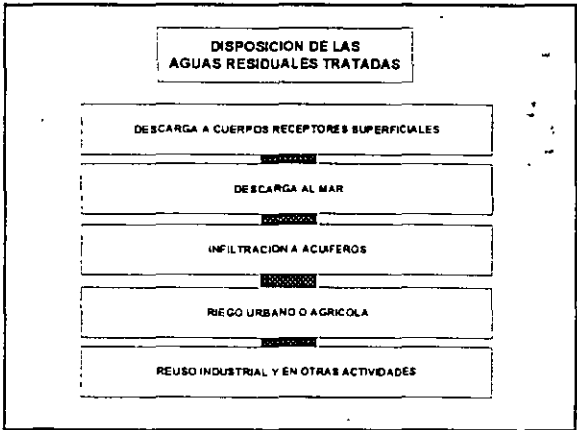 DISPOSICION DE LAS
AGUAS RESIDUALES TRATADAS
DESCARGA A CUERPOS RECEPTORES SUPERFICIALES
DESCARGA AL MAR
INFILTRACION A ACUIFEROS
RIEGO URBANO O AGRICOLA
REUSO INDUSTRIAL Y EN OTRAS ACTIVIDADES